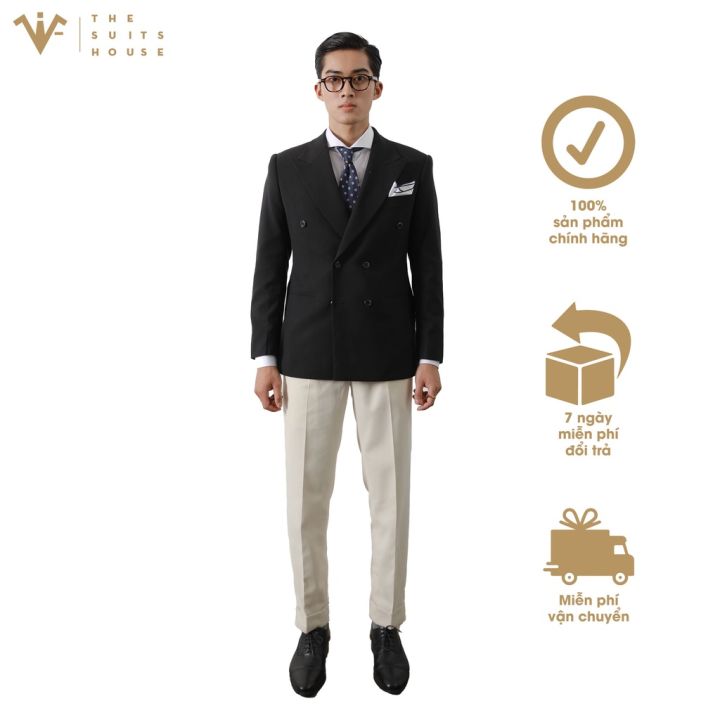 THE
SUITS
HOUSE
100%
sản phẩm
chính hãng
7 ngày
miễn phí
đổi trả
Miễn phí
vận chuyển